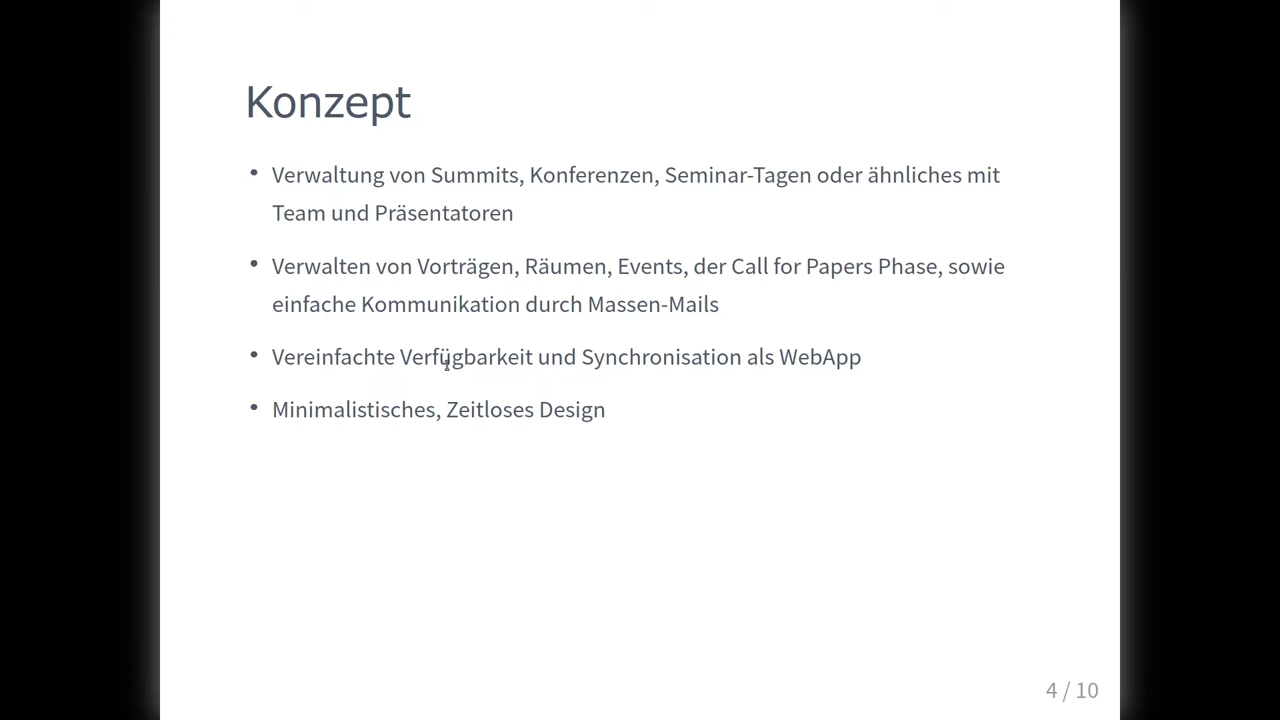 Konzept
• Verwaltung von Summits, Konferenzen, Seminar-Tagen oder ähnliches mit
Team und Präsentatoren
• Verwalten von Vorträgen, Räumen, Events, der Call for Papers Phase, sowie
einfache Kommunikation durch Massen-Mails
• Vereinfachte Verfügbarkeit und Synchronisation als WebApp
• Minimalistisches, Zeitloses Design
4 / 10